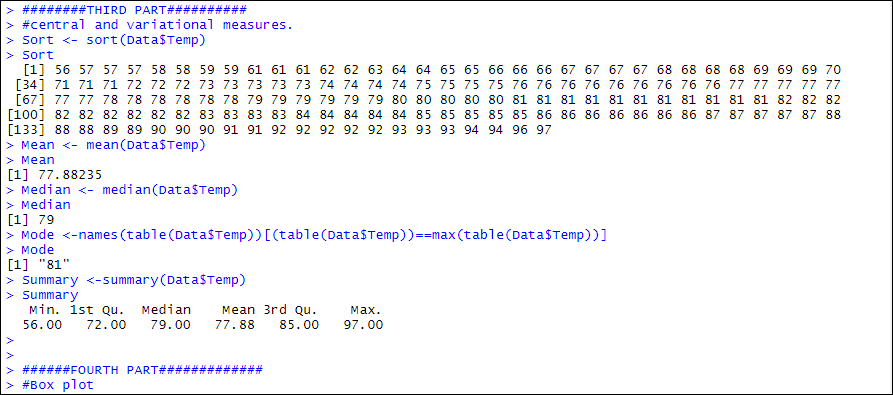 > ########THIRD PART##########
> #central and variational measures.
> Sort <- sort(Data$Temp)
> Sort
[1] 56 57 57 57 58 58 59 59 61 61 61 62 62 63 64 64 65 65 66 66 66 67 67 67 67 68 68 68 68 69 69 69 70
[34] 71 71 71 72 72 72 73 73 73 73 73 74 74 74 74 75 75 75 75 76 76 76 76 76 76 76 76 76 77 77 77 77 77
[67] 77 77 78 78 78 78 78 78 79 79 79 79 79 79 80 80 80 80 80 81 81 81 81 81 81 81 81 81 81 81 82 82 82
[100] 82 82 82 82 82 82 83 83 83 83 84 84 84 84 84 85 85 85 85 85 86 86 86 86 86 86 86 87 87 87 87 87 88
[133] 88 88 89 89 90 90 90 91 91 92 92 92 92 92 93 93 93 94 94 96 97
> Mean <- mean(Data$Temp)
> Mean
[1] 77.88235
> Median <- median(Data$Temp)
> Median
[1] 79
> Mode <-names(table(Data$Temp))[(table(Data$Temp))==max(table(Data$Temp))]
> Mode
[1] "81"
> Summary <-summary(Data$Temp)
> Summary
Min. 1st Qu. Median Mean 3rd Qu. Max.
56.00 72.00 79.00 77.88 85.00 97.00
>
>
> ######FOURTH PART#############
> #Box plot